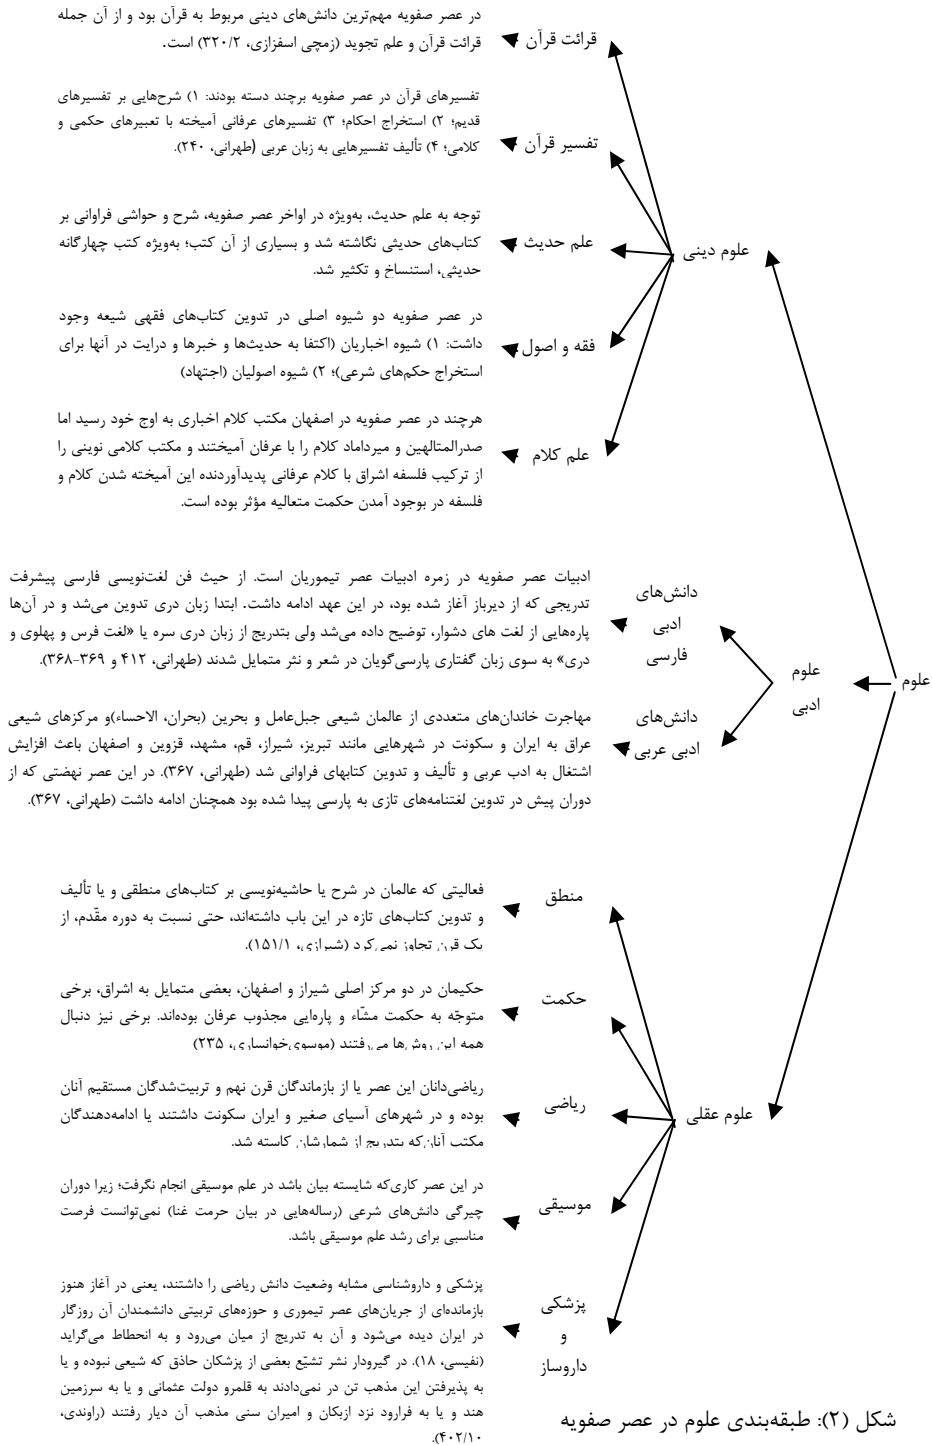 در عصر صفویه مهم‌ترین دانش‌های دینی مربوط به قرآن بود و از آن جمله
قرائت قرآن و علم تجوید (زمچی اسفزازی، ۳۲۰/۲) است.
قرائت قرآن
تفسیرهای قرآن در عصر صفویه برچند دسته بودند: ۱) شرح‌هایی بر تفسیرهای
قدیم؛ ۲) استخراج احکام؛ ۳) تفسیرهای عرفانی آمیخته با تعبیرهای حکمی و
کلامی؛ ۴) تألیف تفسیرهایی به زبان عربی (طهرانی، ۲۴۰).
تفسیر قرآن
توجه به علم حدیث، به‌ویژه در اواخر عصر صفویه، شرح و حواشی فراوانی بر
کتاب‌های حدیثی نگاشته شد و بسیاری از آن کتب؛ به‌ویژه کتب چهارگانه
حدیثی، استنساخ و تکثیر شد.
علم حدیث
علوم دینی
در عصر صفویه دو شیوه اصلی در تدوین کتاب‌های فقهی شیعه وجود
داشت: ۱) شیوه اخباریان (اکتفا به حدیث‌ها و خبرها و درایت در آنها برای
استخراج حکم‌های شرعی)؛ ۲) شیوه اصولیان (اجتهاد)
فقه و اصول
هرچند در عصر صفویه در اصفهان مکتب کلام اخباری به اوج خود رسید اما
صدرالمتالهین و میرداماد کلام را با عرفان آمیختند و مکتب کلامی نوینی را
از ترکیب فلسفه اشراق با کلام عرفانی پدیدآوردنده این آمیخته شدن کلام و
فلسفه در بوجود آمدن حکمت متعالیه مؤثر بوده است.
علم کلام
ادبیات عصر صفویه در زمره ادبیات عصر تیموریان است. از حیث فن لغت‌نویسی فارسی پیشرفت
تدریجی که از دیرباز آغاز شده بود، در این عهد ادامه داشت. ابتدا زبان دری تدوین می‌شد و در آن‌ها
پاره‌هایی از لغت های دشوار، توضیح داده می‌شد ولی بتدریج از زبان دری سره یا «لغت فرس و پهلوی و
دری» به سوی زبان گفتاری پارسی‌گویان در شعر و نثر متمایل شدند (طهرانی، ۴۱۲ و ۳۶۹-۳۶۸).
دانش‌های
ادبی
فارسی
علوم
ادبی
علوم
مهاجرت خاندان‌های متعددی از عالمان شیعی جبل‌عامل و بحرین (بحران، الاحساء)و مرکزهای شیعی
عراق به ایران و سکونت در شهرهایی مانند تبریز، شیراز، قم، مشهد، قزوین و اصفهان باعث افزایش
اشتغال به ادب عربی و تألیف و تدوین کتابهای فراوانی شد (طهرانی، ۳۶۷). در این عصر نهضتی که از
دوران پیش در تدوین لغتنامه‌های تازی به پارسی پیدا شده بود همچنان ادامه داشت (طهرانی، ۳۶۷).
دانش‌های
ادبی عربی
فعالیتی که عالمان در شرح یا حاشیه‌نویسی بر کتاب‌های منطقی و یا تألیف
و تدوین کتاب‌های تازه در این باب داشته‌اند، حتی نسبت به دوره مقّدم، از
یک قرن تجاوز نمی‌کرد (شیرازی، ۱۵۱/۱).
منطق
حکیمان در دو مرکز اصلی شیراز و اصفهان، بعضی متمایل به اشراق، برخی
متوجّه به حکمت مشّاء و پاره‌ایی مجذوب عرفان بوده‌اند. برخی نیز دنبال
همه این روش‌ها می‌رفتند (موسوی‌خوانساری، ۲۳۵)
حکمت
ریاضی‌دانان این عصر یا از بازماندگان قرن نهم و تربیت‌شدگان مستقیم آنان
بوده و در شهرهای آسیای صغیر و ایران سکونت داشتند یا ادامه‌دهندگان
مکتب آنان‌که بتدریج از شمارشان کاسته شد.
ریاضی
علوم عقلی
در این عصر کاری‌که شایسته بیان باشد در علم موسیقی انجام نگرفت؛ زیرا دوران
چیرگی دانش‌های شرعی (رساله‌هایی در بیان حرمت غنا) نمی‌توانست فرصت
مناسبی برای رشد علم موسیقی باشد.
موسیقی
پزشکی و داروشناسی مشابه وضعیت دانش ریاضی را داشتند، یعنی در آغاز هنوز
بازمانده‌ای از جریان‌های عصر تیموری و حوزه‌های تربیتی دانشمندان آن روزگار
در ایران دیده می‌شود و آن به تدریج از میان می‌رود و به انحطاط می‌گراید
(نفیسی، ۱۸). در گیرودار نشر تشیّع بعضی از پزشکان حاذق که شیعی نبوده و یا
به پذیرفتن این مذهب تن در نمی‌دادند به قلمرو دولت عثمانی و یا به سرزمین
هند و یا به فرارود نزد ازبکان و امیران سنی مذهب آن دیار رفتند (راوندی،
۴۰۲/۱۰).
پزشکی
و
داروساز
شکل (۲): طبقه‌بندی علوم در عصر صفویه